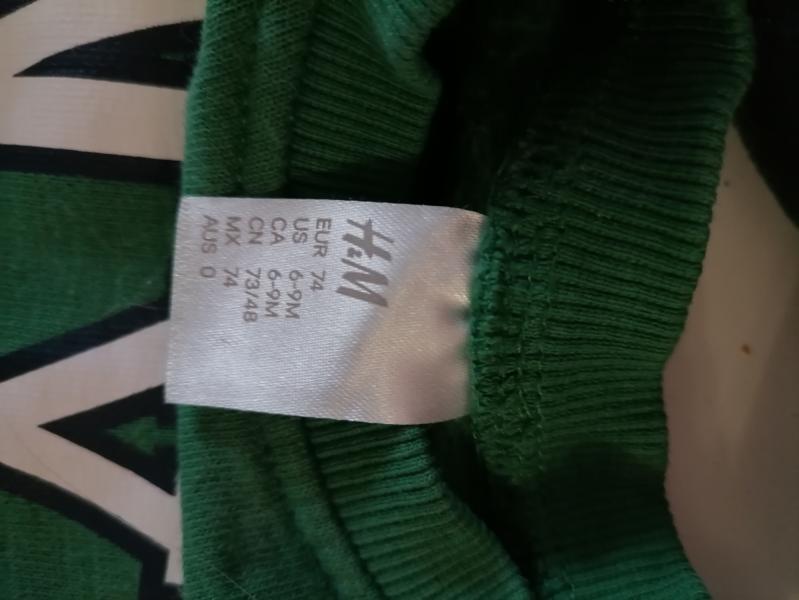 H&M
EUR 74
US 6-9M
CA 6-9M
CN 73/48
MX 74
AUS 0